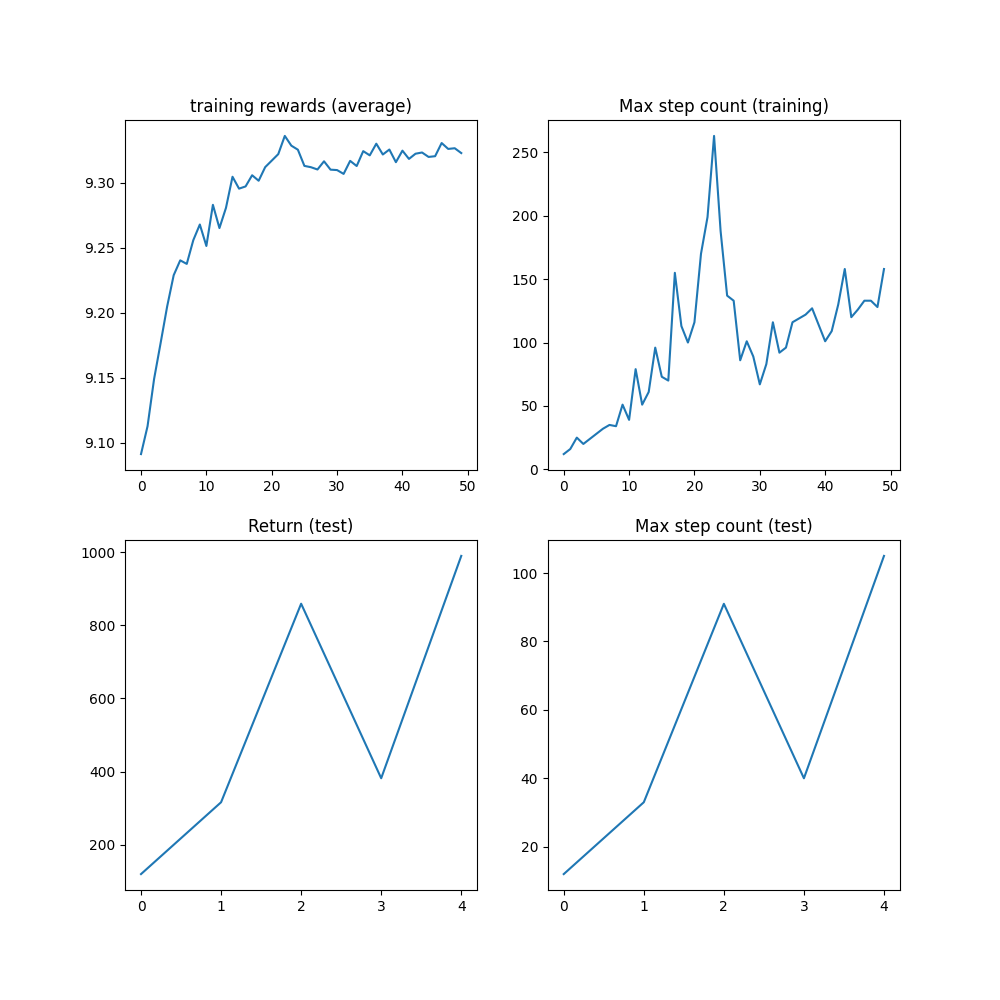 training rewards (average)
9.30
9.25
9.20
9.15
9.10
0 10 20 30 40 50
Max step count (training)
250
200
150
100
50
0
0 10 20 30 40 50
Return (test)
1000
800
600
400
200
0 1 2 3 4
Max step count (test)
100
80
60
40
20
0 1 2 3 4